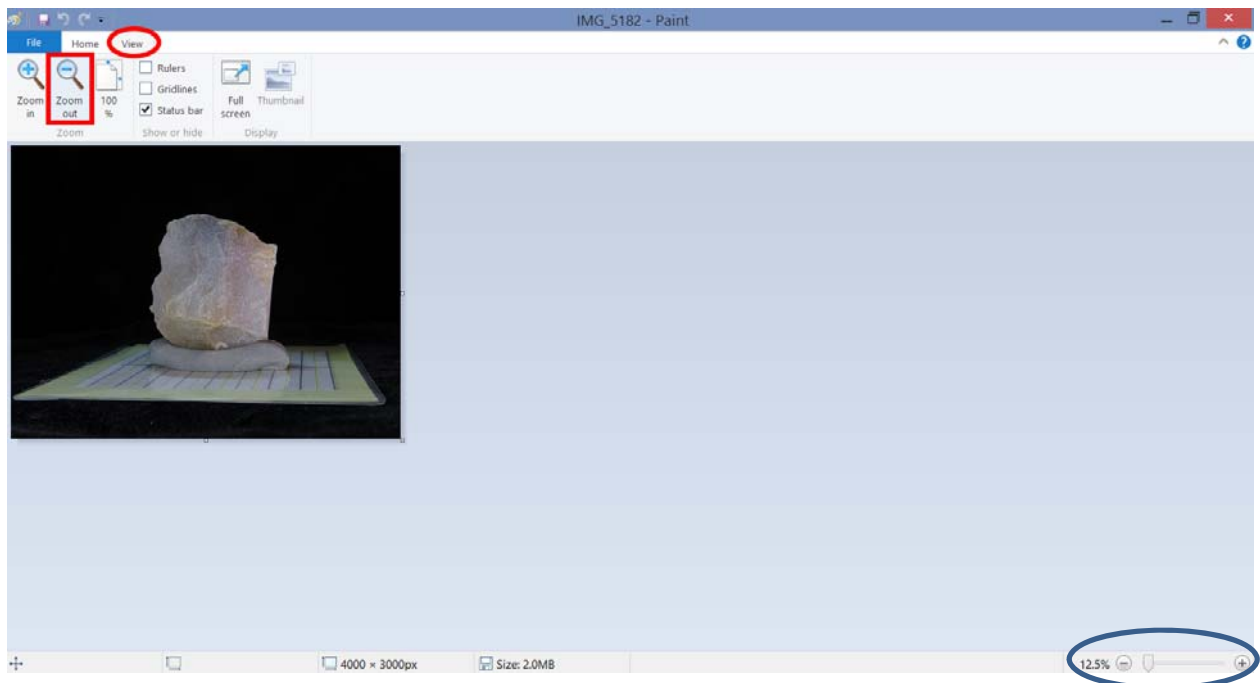 IMG_5182 - Paint
File Home View
Zoom in
Zoom out
100 %
Rulers
Gridlines
Status bar
Full screen
Thumbnail
Zoom
Show or hide
Display
4000 × 3000px
Size: 2.0MB
12.5%